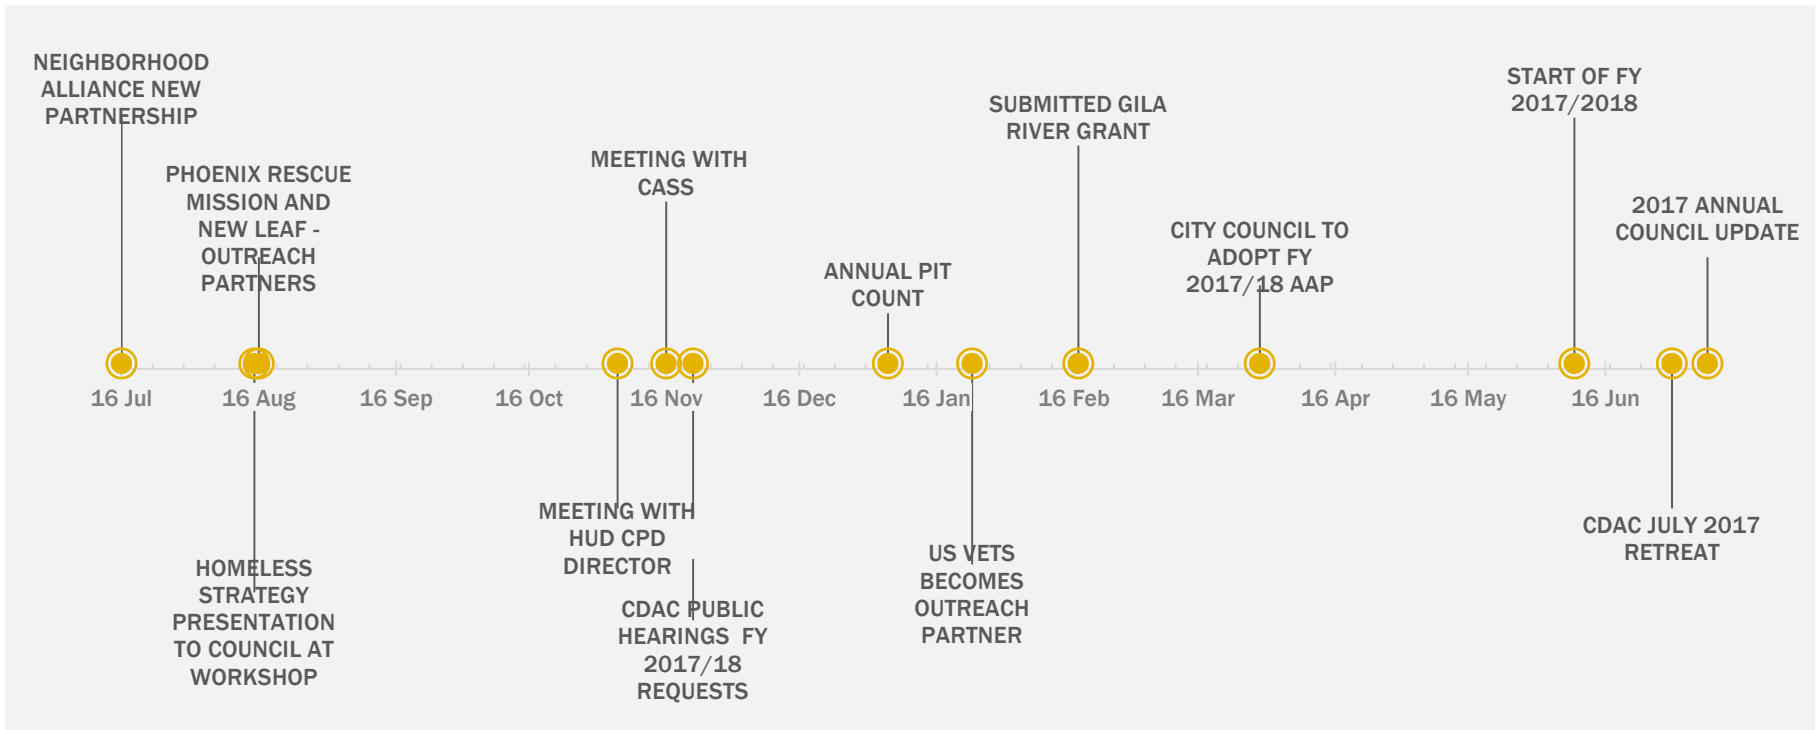 NEIGHBORHOOD
ALLIANCE NEW
PARTNERSHIP
PHOENIX RESCUE
MISSION AND
NEW LEAF -
OUTREACH
PARTNERS
MEETING WITH
CASS
ANNUAL PIT
COUNT
SUBMITTED GILA
RIVER GRANT
CITY COUNCIL TO
ADOPT FY
2017/18 AAP
START OF FY
2017/2018
2017 ANNUAL
COUNCIL UPDATE
16 Jul
16 Aug
16 Sep
16 Oct
16 Nov
16 Dec
16 Jan
16 Feb
16 Mar
16 Apr
16 May
16 Jun
HOMELESS
STRATEGY
PRESENTATION
TO COUNCIL AT
WORKSHOP
MEETING WITH
HUD CPD
DIRECTOR
CDAC PUBLIC
HEARINGS  FY
2017/18
REQUESTS
US VETS
BECOMES
OUTREACH
PARTNER
CDAC JULY 2017
RETREAT